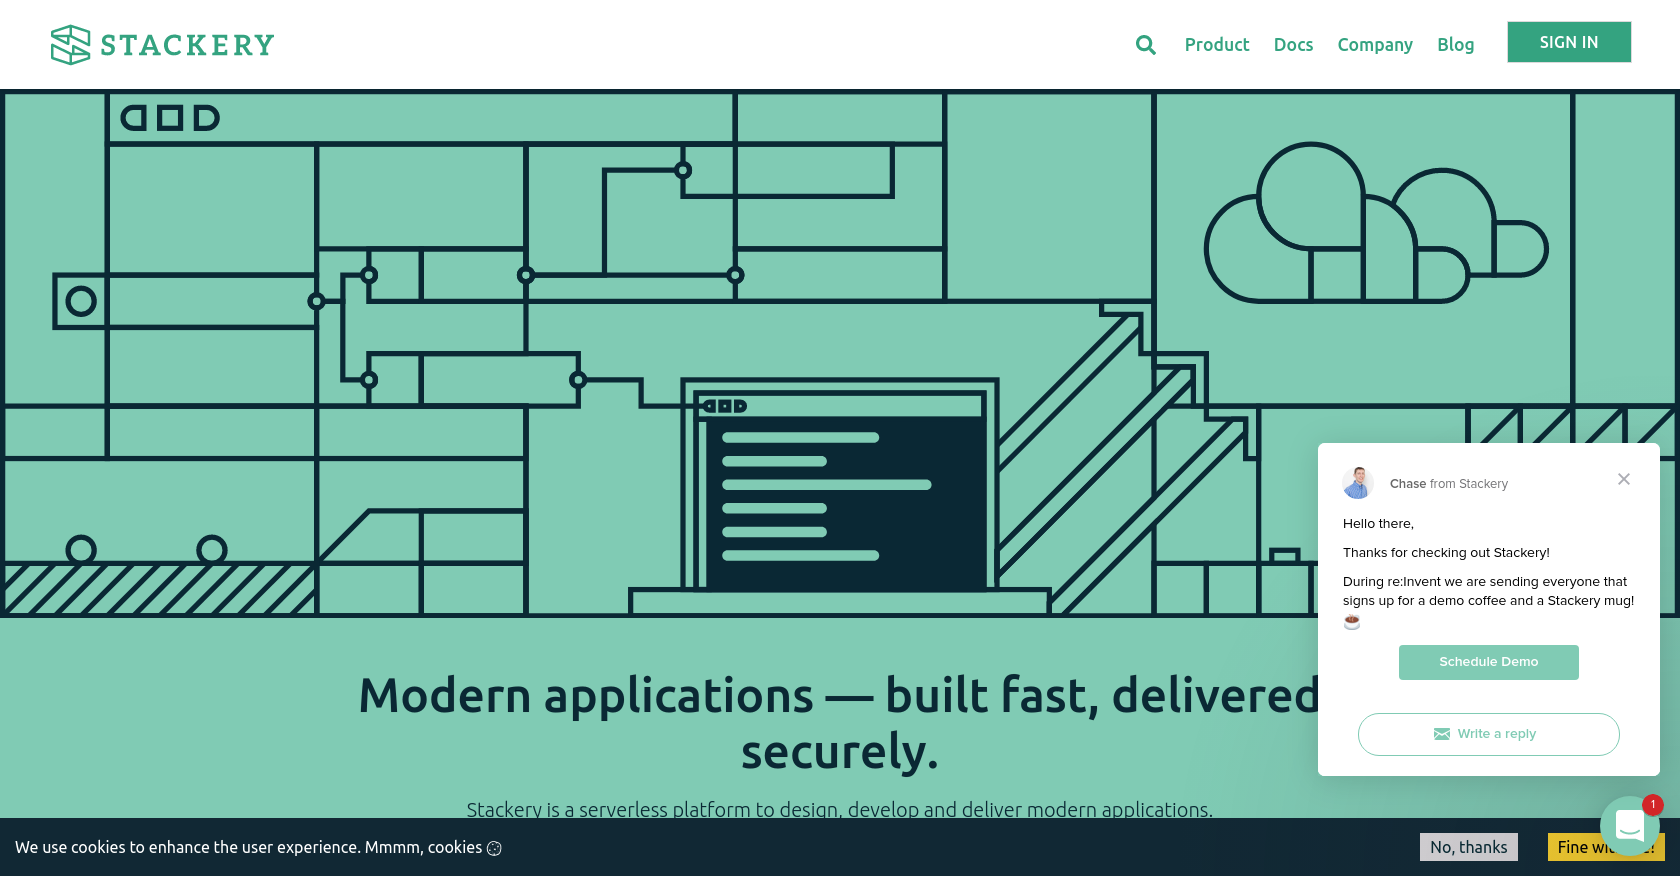 STACKERY
Product
Docs
Company
Blog
SIGN IN
Chase from Stackery
Hello there,
Thanks for checking out Stackery!
During re:Invent we are sending everyone that
signs up for a demo coffee and a Stackery mug!
Schedule Demo
Write a reply
Modern applications — built fast, delivered
securely.
Stackery is a serverless platform to design, develop and deliver modern applications.
We use cookies to enhance the user experience. Mmmm, cookies
No, thanks
Fine
1